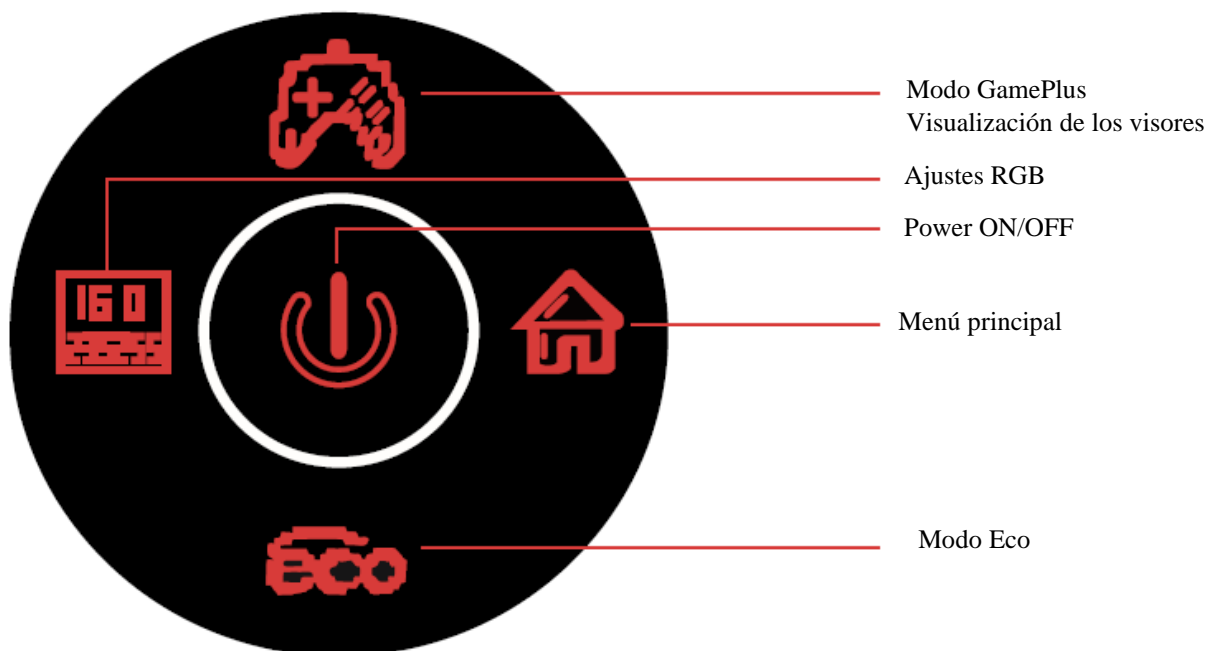 Modo GamePlus
Visualización de los visores
Ajustes RGB
Power ON/OFF
160
Menú principal
eco
Modo Eco